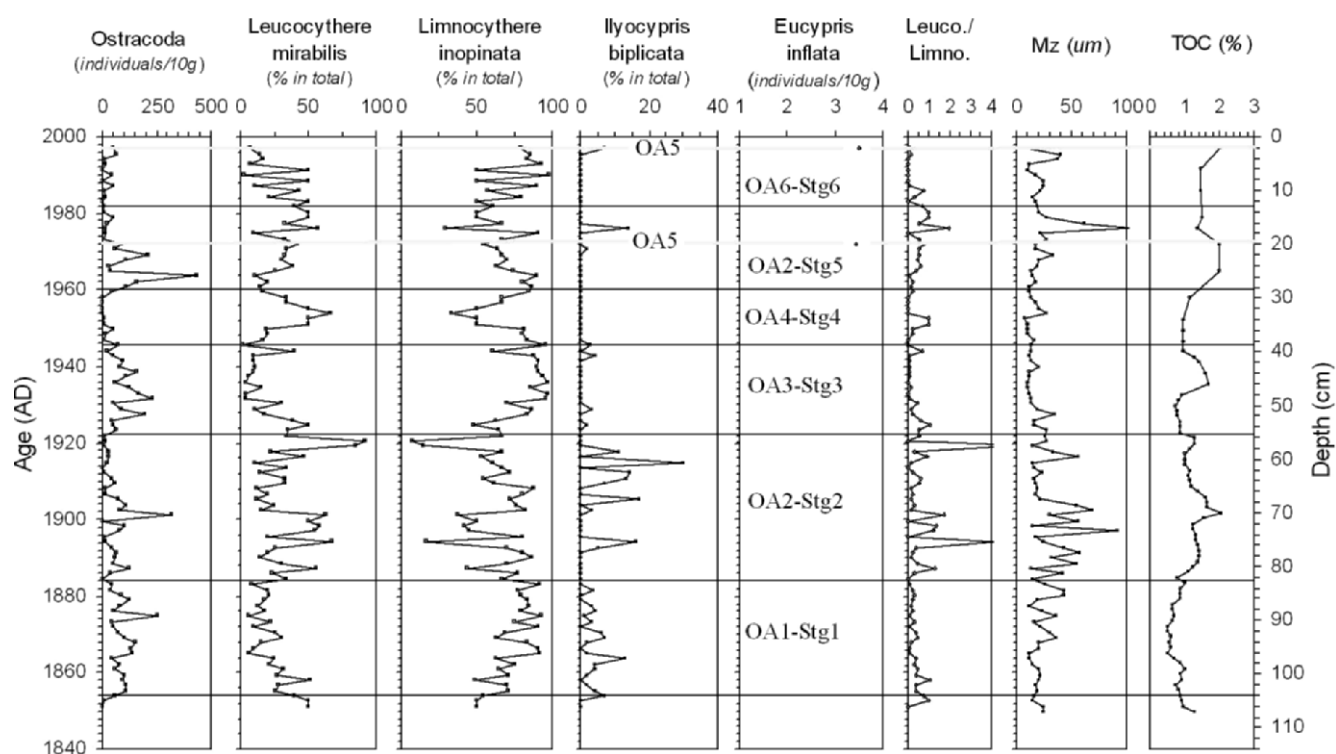 Ostracoda
(individuals/10g)
Leucocythere
mirabilis
(% in total)
Limnocythere
inopinata
(% in total)
Ilyocypris
biplicata
(% in total)
Eucypris
inflata
(individuals/10g)
Leuco./
Limno.
Mz (um)
TOC (%)
0 250 500
0 50 100
0 50 100
0 20 40
1 2 3 4
0 1 2 3 4
0 50 100
0 1 2 3
Age (AD)
2000
1980
1960
1940
1920
1900
1880
1860
1840
OA5
OA6-Stg6
OA5
OA2-Stg5
OA4-Stg4
OA3-Stg3
OA2-Stg2
OA1-Stg1
0
10
20
30
40
50
60
70
80
90
100
110
Depth (cm)